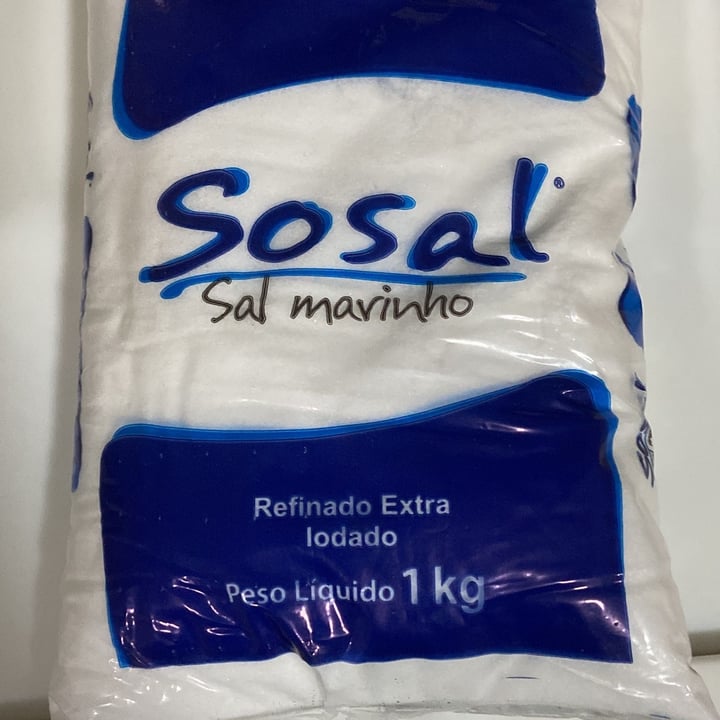 Sosal®
Sal marinho
Refinado Extra
Iodado
Peso Líquido 1 kg